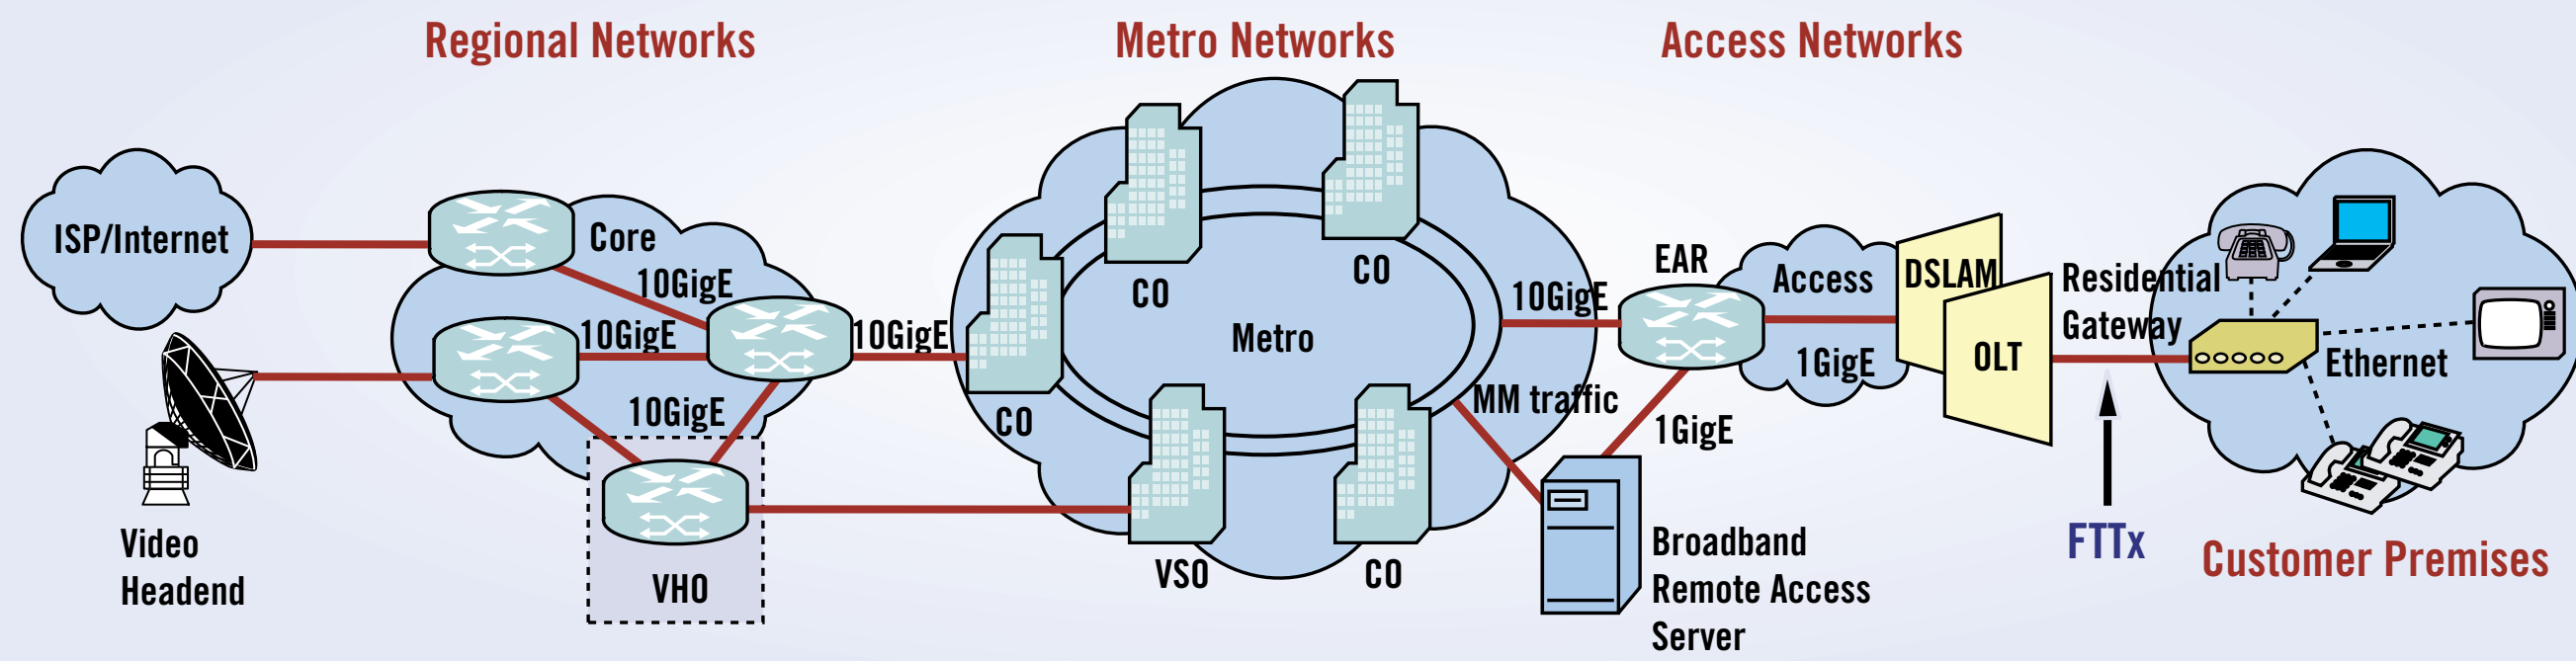 Regional Networks
Metro Networks
Access Networks
ISP/Internet
Core
10GigE
10GigE
10GigE
10GigE
Video
Headend
VHO
CO
CO
CO
Metro
VSO
CO
10GigE
MM traffic
EAR
1GigE
Broadband
Remote Access
Server
Access
1GigE
DSLAM
OLT
Residential
Gateway
Ethernet
FTTx
Customer Premises